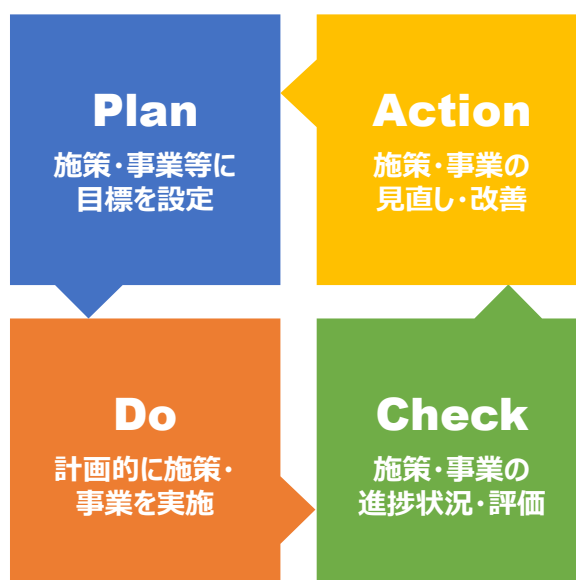 Plan
施策・事業等に
目標を設定
Action
施策・事業の
見直し・改善
Do
計画的に施策・
事業を実施
Check
施策・事業の
進捗状況・評価